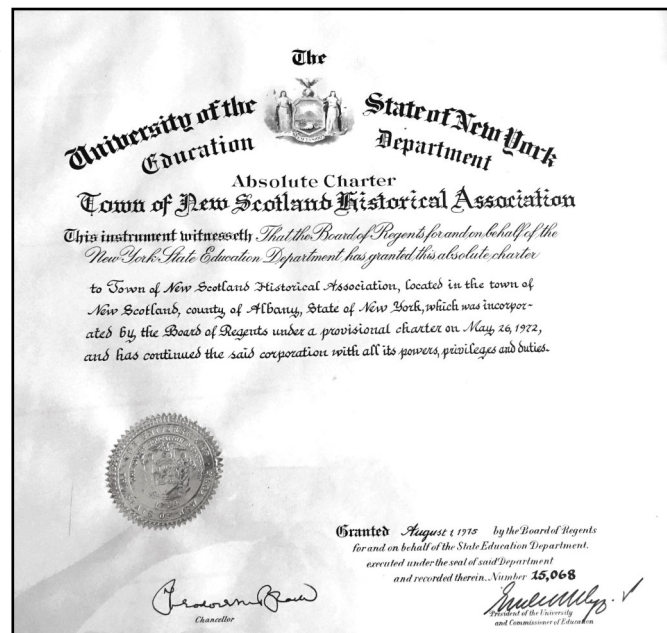 The
University of the State of New York
Education Department
Absolute Charter
Town of New Scotland Historical Association
This instrument witnesseth That the Board of Regents for and on behalf of the
New York State Education Department has granted this absolute charter
to Town of New Scotland Historical Association, located in the town of
New Scotland, county of Albany, State of New York, which was incorpor-
ated by the Board of Regents under a provisional charter on May 26, 1972,
and has continued the said corporation with all its powers, privileges and duties.
Granted August 1, 1975 by the Board of Regents
for and on behalf of the State Education Department,
executed under the seal of said Department
and recorded therein. Number 15,068
Chancellor
President of the University
and Commissioner of Education